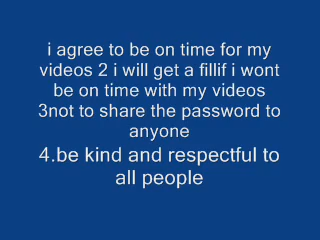 i agree to be on time for my
videos 2 i will get a fillif i wont
be on time with my videos
3not to share the password to
anyone
4.be kind and respectful to
all people